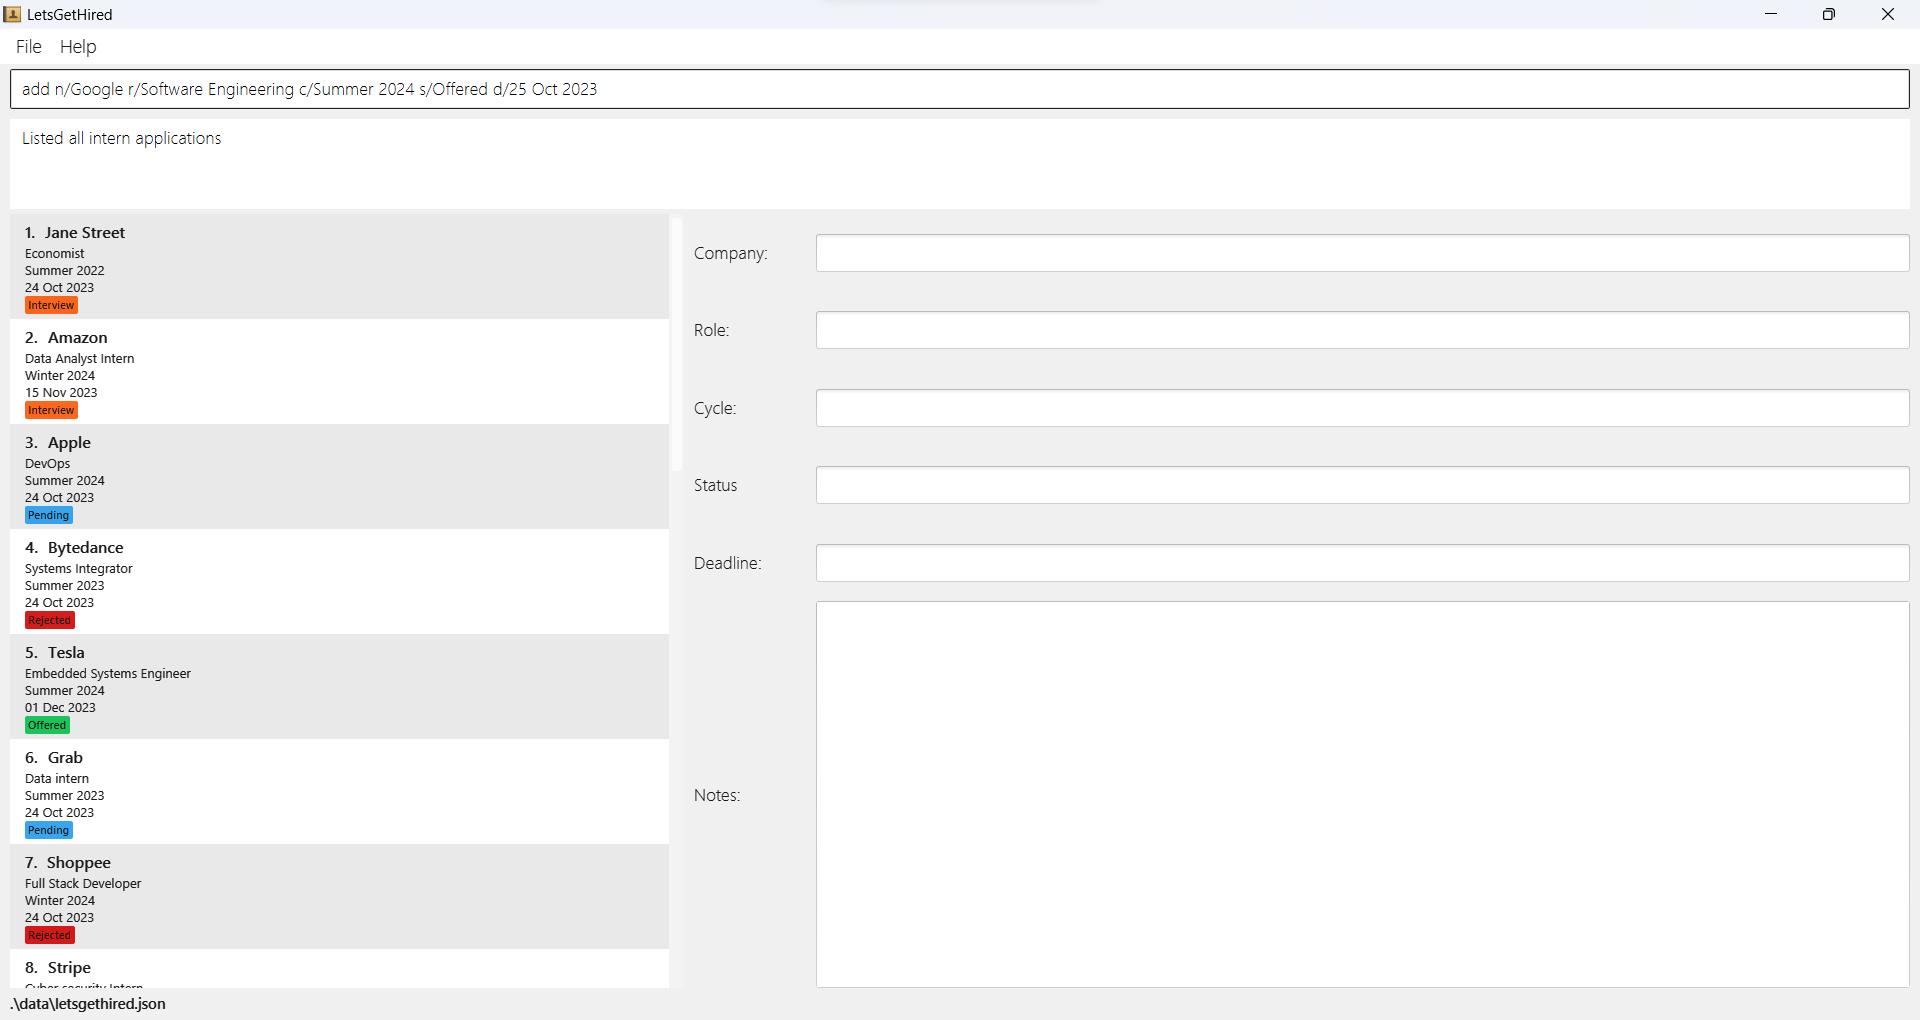 LetsGetHired
File Help
add n/Google r/Software Engineering c/Summer 2024 s/Offered d/25 Oct 2023
Listed all intern applications
1. Jane Street
Economist
Summer 2022
24 Oct 2023
Interview
2. Amazon
Data Analyst Intern
Winter 2024
15 Nov 2023
Interview
3. Apple
DevOps
Summer 2024
24 Oct 2023
Pending
4. Bytedance
Systems Integrator
Summer 2023
24 Oct 2023
Rejected
5. Tesla
Embedded Systems Engineer
Summer 2024
01 Dec 2023
Offered
6. Grab
Data intern
Summer 2023
24 Oct 2023
Pending
7. Shoppee
Full Stack Developer
Winter 2024
24 Oct 2023
Rejected
8. Stripe
Cyber security Intern
Company:
Role:
Cycle:
Status
Deadline:
Notes:
.\data\letsgethired.json